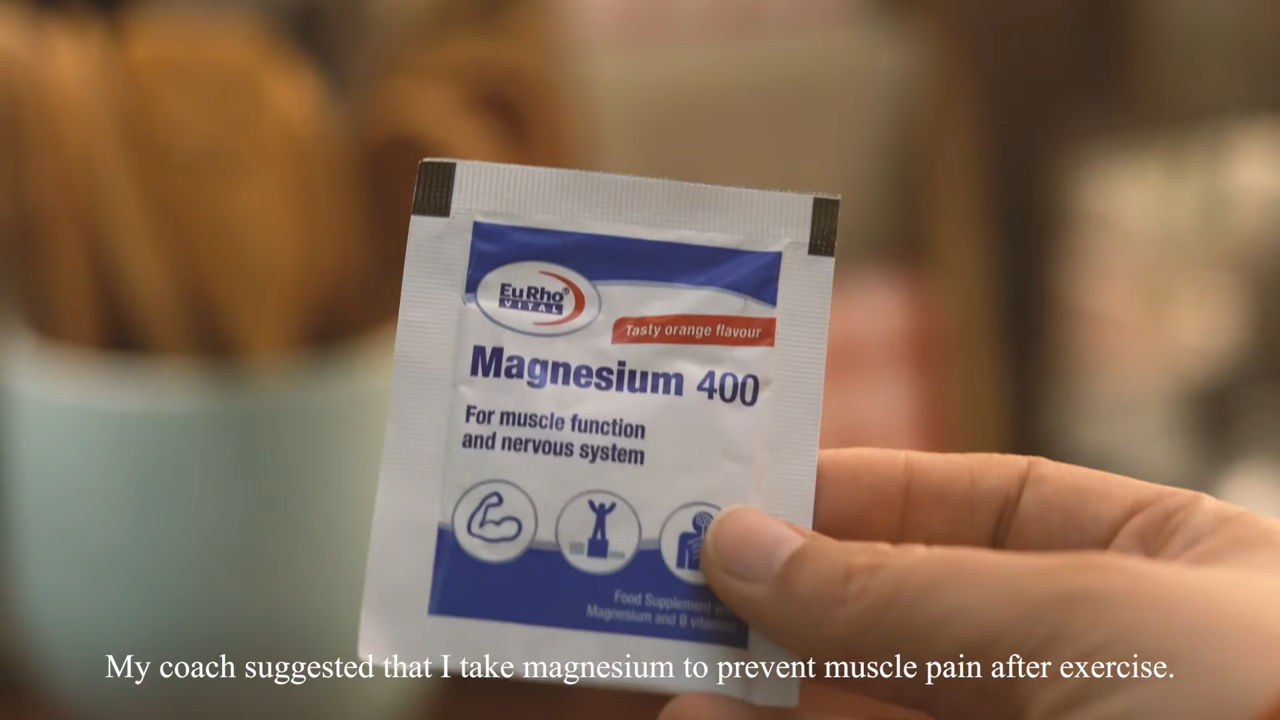 EuRho®
VITAL
Tasty orange flavour
Magnesium 400
For muscle function
and nervous system
Food Supplement
Magnesium and B
My coach suggested that I take magnesium to prevent muscle pain after exercise.